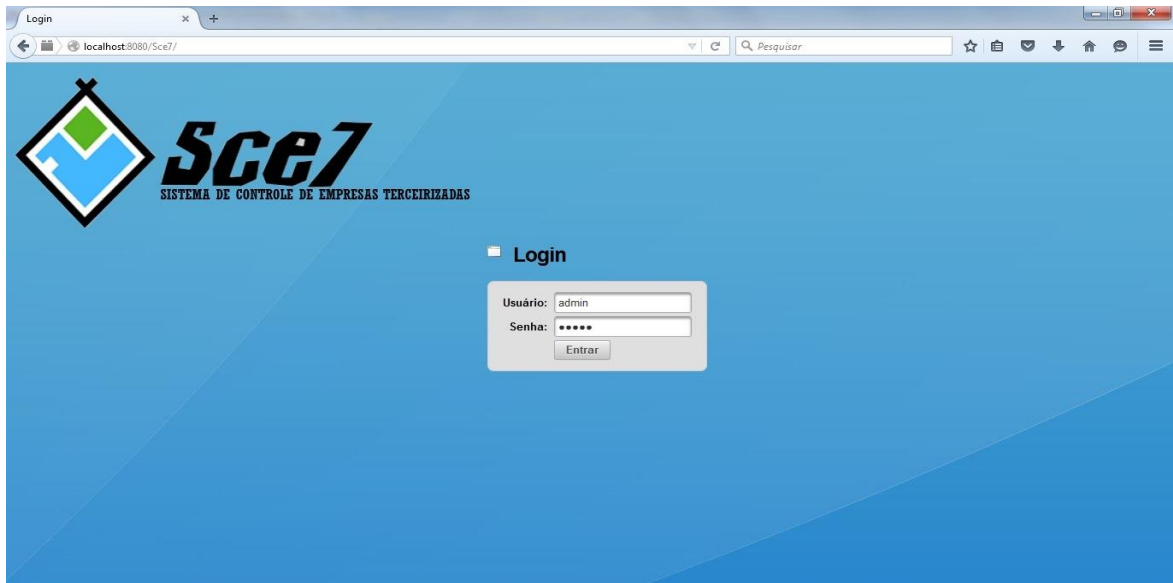 Login
localhost:8080/Sce7/
Pesquisar
Sce7
SISTEMA DE CONTROLE DE EMPRESAS TERCEIRIZADAS
Login
Usuário: admin
Senha: •••••
Entrar